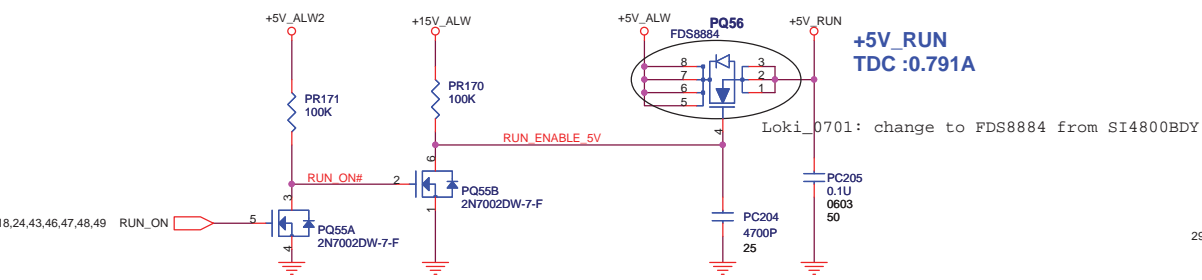 +5V_ALW2
+15V_ALW
+5V_ALW
PQ56
FDS8884
+5V_RUN
+5V_RUN
TDC :0.791A
8
7
6
5
3
2
1
4
PR171
100K
PR170
100K
Loki_0701: change to FDS8884 from SI4800BDY
RUN_ENABLE_5V
RUN_ON#
2
6
1
PQ55B
2N7002DW-7-F
3
18,24,43,46,47,48,49 RUN_ON
5
4
PQ55A
2N7002DW-7-F
PC204
4700P
25
PC205
0.1U
0603
50
29